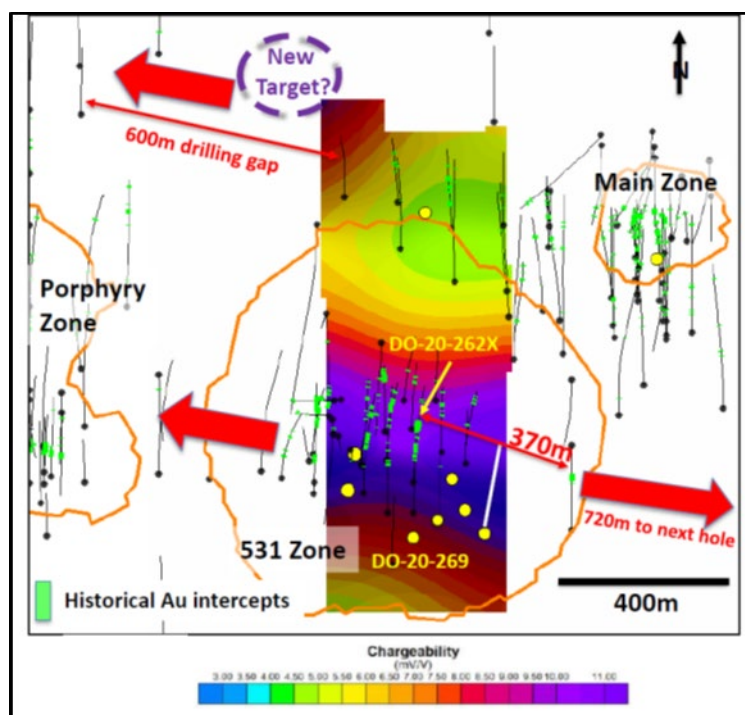 New
Target?
N
600m drilling gap
Main Zone
Porphyry
Zone
DO-20-262X
370m
720m to next hole
531 Zone
DO-20-269
Historical Au intercepts
400m
Chargeability
(mV/V)
3.00 3.50 4.00 4.50 5.00 5.50 6.00 6.50 7.00 7.50 8.00 8.50 9.00 9.50 10.00 11.00